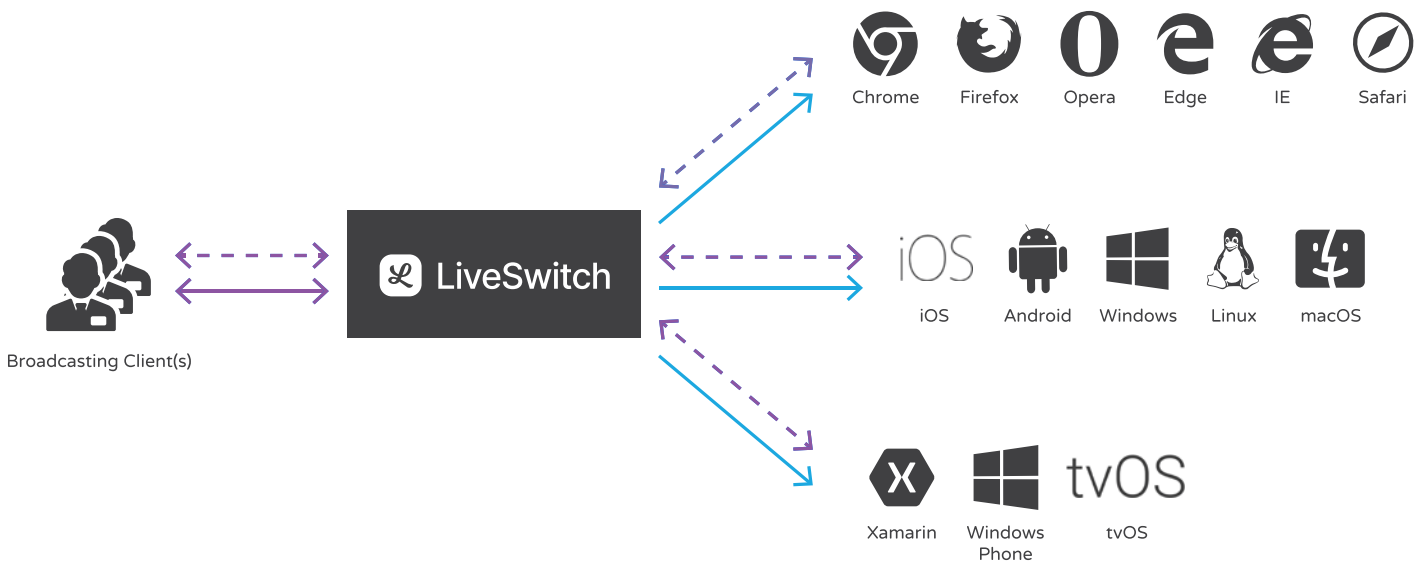 Chrome
Firefox
Opera
Edge
IE
Safari
LiveSwitch
Broadcasting Client(s)
iOS
iOS
Android
Windows
Linux
macOS
tvOS
Xamarin
Windows
Phone
tvOS